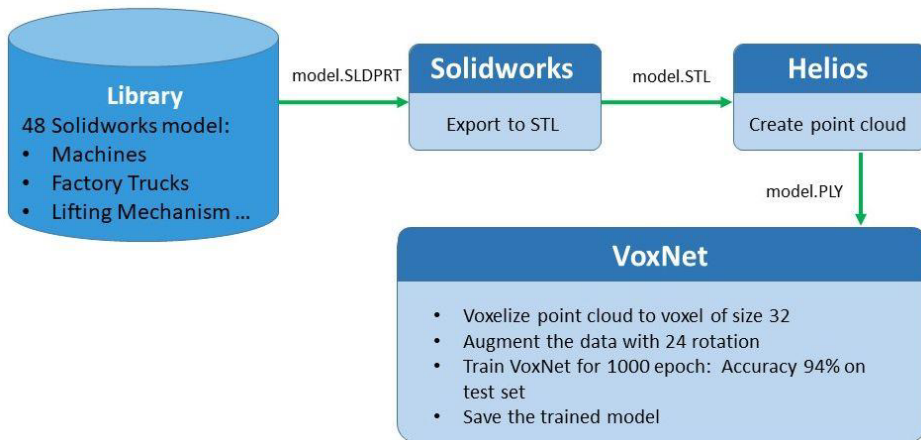 Library
48 Solidworks model:
• Machines
• Factory Trucks
• Lifting Mechanism ...
model.SLDPRT
Solidworks
Export to STL
model.STL
Helios
Create point cloud
model.PLY
VoxNet
• Voxelize point cloud to voxel of size 32
• Augment the data with 24 rotation
• Train VoxNet for 1000 epoch: Accuracy 94% on
test set
• Save the trained model